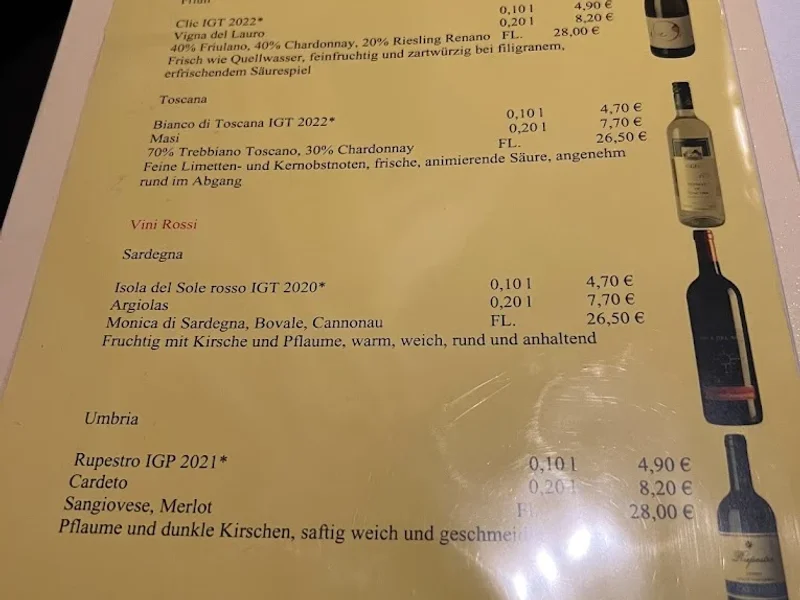 Friuli
Clic IGT 2022* 0,10 l 4,90 €
Vigna del Lauro 0,20 l 8,20 €
40% Friulano, 40% Chardonnay, 20% Riesling Renano FL. 28,00 €
Frisch wie Quellwasser, feinfruchtig und zartwürzig bei filigranem,
erfrischendem Säurespiel
Toscana
Bianco di Toscana IGT 2022* 0,10 l 4,70 €
Masi 0,20 l 7,70 €
70% Trebbiano Toscano, 30% Chardonnay FL. 26,50 €
Feine Limetten- und Kernobstnoten, frische, animierende Säure, angenehm
rund im Abgang
Vini Rossi
Sardegna
Isola del Sole rosso IGT 2020* 0,10 l 4,70 €
Argiolas 0,20 l 7,70 €
Monica di Sardegna, Bovale, Cannonau FL. 26,50 €
Fruchtig mit Kirsche und Pflaume, warm, weich, rund und anhaltend
Umbria
Rupestro IGP 2021* 0,10 l 4,90 €
Cardeto 0,20 l 8,20 €
Sangiovese, Merlot FL. 28,00 €
Pflaume und dunkle Kirschen, saftig weich und geschmeid
Rupestro